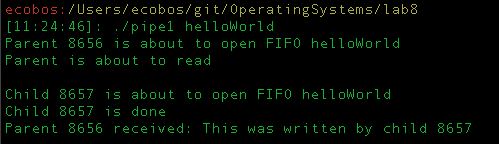 ecobos:/Users/ecobos/git/OperatingSystems/lab8
[11:24:46]: ./pipe1 helloWorld
Parent 8656 is about to open FIFO helloWorld
Parent is about to read
Child 8657 is about to open FIFO helloWorld
Child 8657 is done
Parent 8656 received: This was written by child 8657